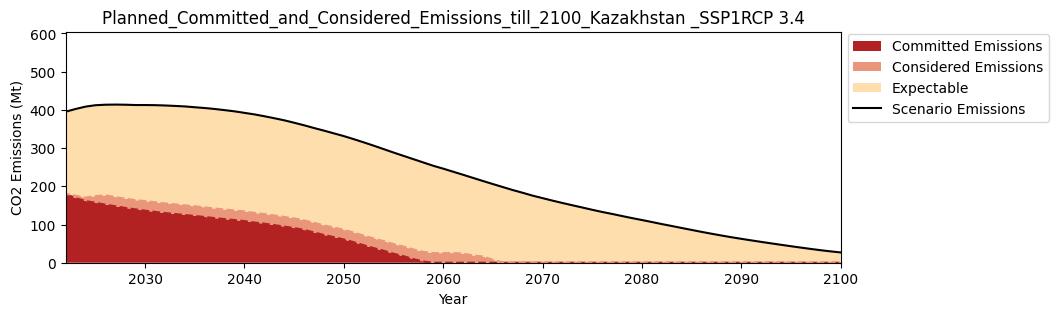 Planned_Committed_and_Considered_Emissions_till_2100_Kazakhstan _SSP1RCP 3.4
600
500
400
300
200
100
0
CO2 Emissions (Mt)
2030 2040 2050 2060 2070 2080 2090 2100
Year
Committed Emissions
Considered Emissions
Expectable
Scenario Emissions